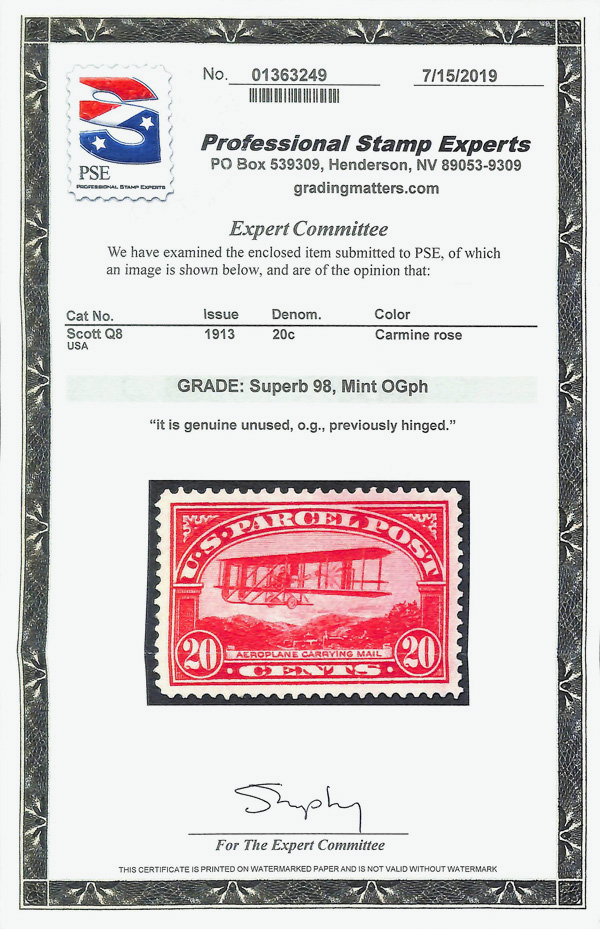 No. 01363249 7/15/2019
PSE
PROFESSIONAL STAMP EXPERTS
Professional Stamp Experts
PO Box 539309, Henderson, NV 89053-9309
gradingmatters.com
Expert Committee
We have examined the enclosed item submitted to PSE, of which
an image is shown below, and are of the opinion that:
Cat No. Issue Denom. Color
Scott Q8 1913 20c Carmine rose
USA
GRADE: Superb 98, Mint OGph
“it is genuine unused, o.g., previously hinged.”
U.S. PARCEL POST
AEROPLANE CARRYING MAIL
20 CENTS 20
For The Expert Committee
THIS CERTIFICATE IS PRINTED ON WATERMARKED PAPER AND IS NOT VALID WITHOUT WATERMARK